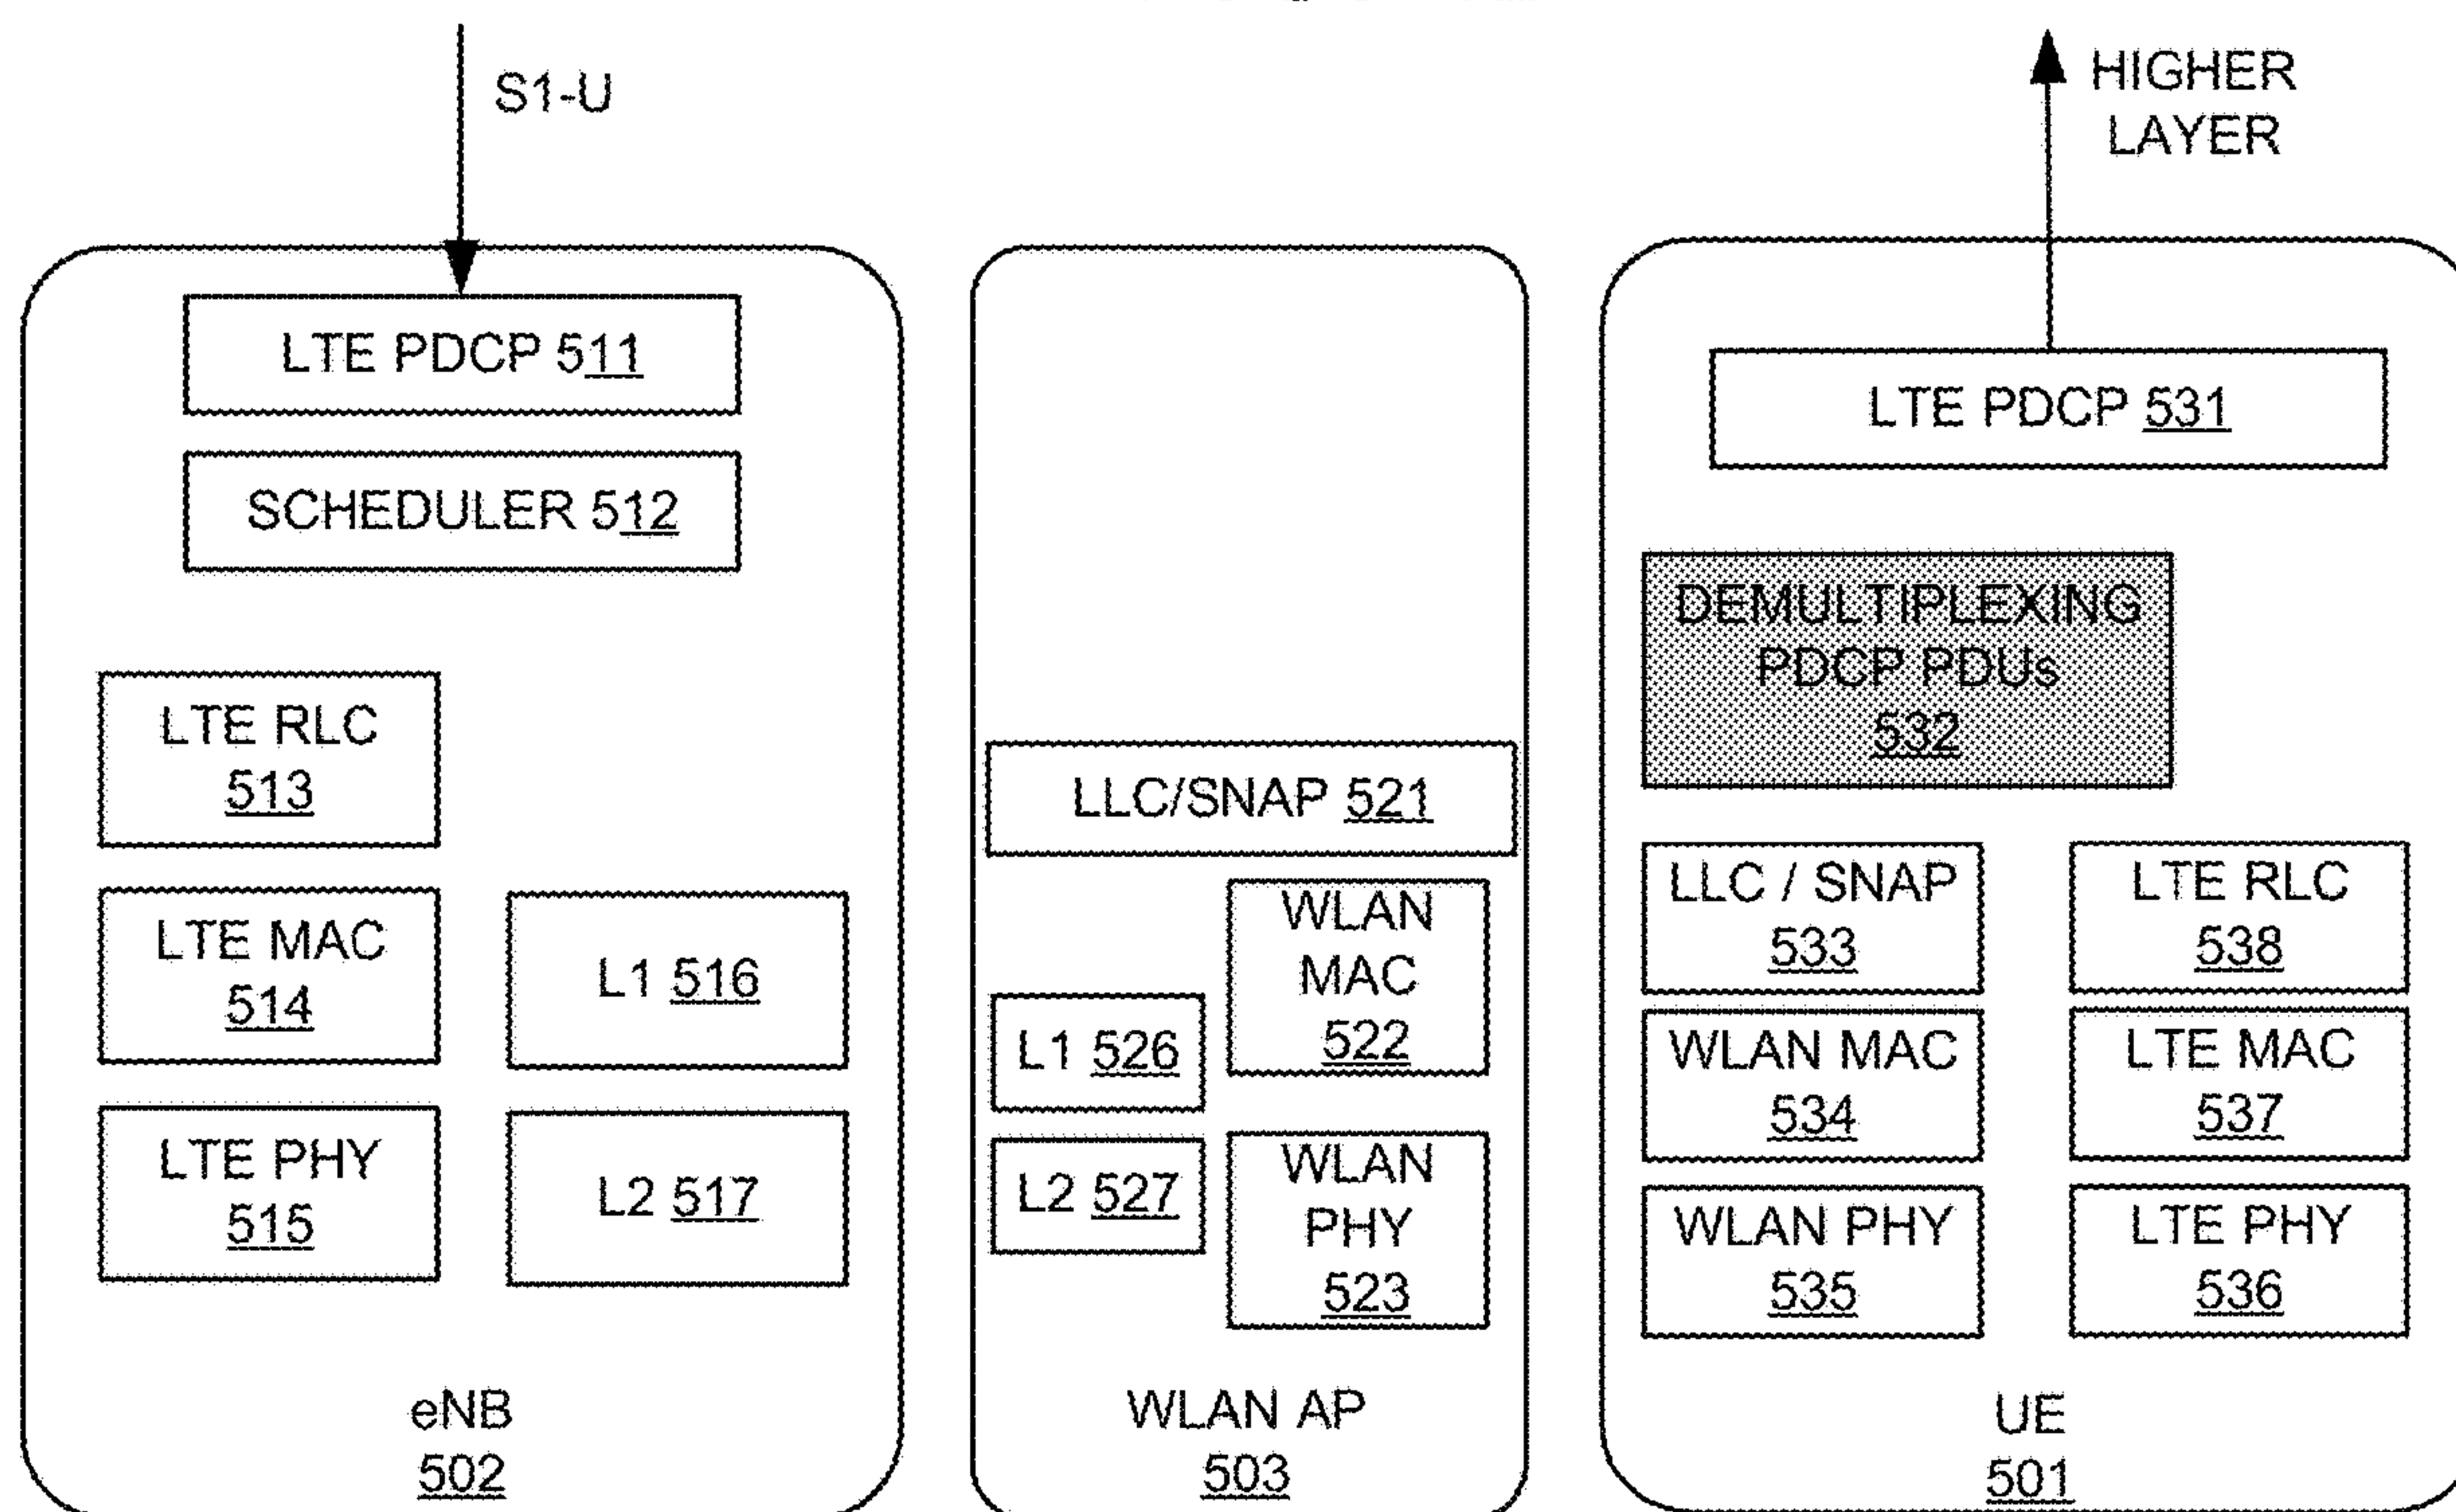 S1-U
HIGHER
LAYER
LTE PDCP 511
SCHEDULER 512
LTE RLC
513
LTE MAC
514
LTE PHY
515
L1 516
L2 517
eNB
502
LLC/SNAP 521
WLAN
MAC
522
L1 526
L2 527
WLAN
PHY
523
WLAN AP
503
LTE PDCP 531
DEMULTIPLEXING
PDCP PDUs
532
LLC / SNAP
533
LTE RLC
538
WLAN MAC
534
LTE MAC
537
WLAN PHY
535
LTE PHY
536
UE
501